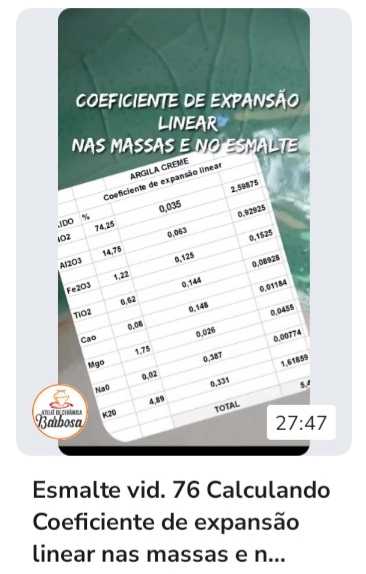 COEFICIENTE DE EXPANSÃO
LINEAR
NAS MASSAS E NO ESMALTE
ARGILA CREME
Coeficiente de expansão linear
IDO %
IO2 74,25 0,035 2,59875
Al2O3 14,75 0,063 0,92925
Fe2O3 1,22 0,125 0,1525
TiO2 0,62 0,144 0,08928
Cao 0,08 0,148 0,01184
Mgo 1,75 0,026 0,0455
Na0 0,02 0,387 0,00774
K20 4,89 0,331 1,61859
TOTAL 5,4
ATELIÊ DE CERÂMICA
Barbosa
27:47
Esmalte vid. 76 Calculando
Coeficiente de expansão
linear nas massas e n...